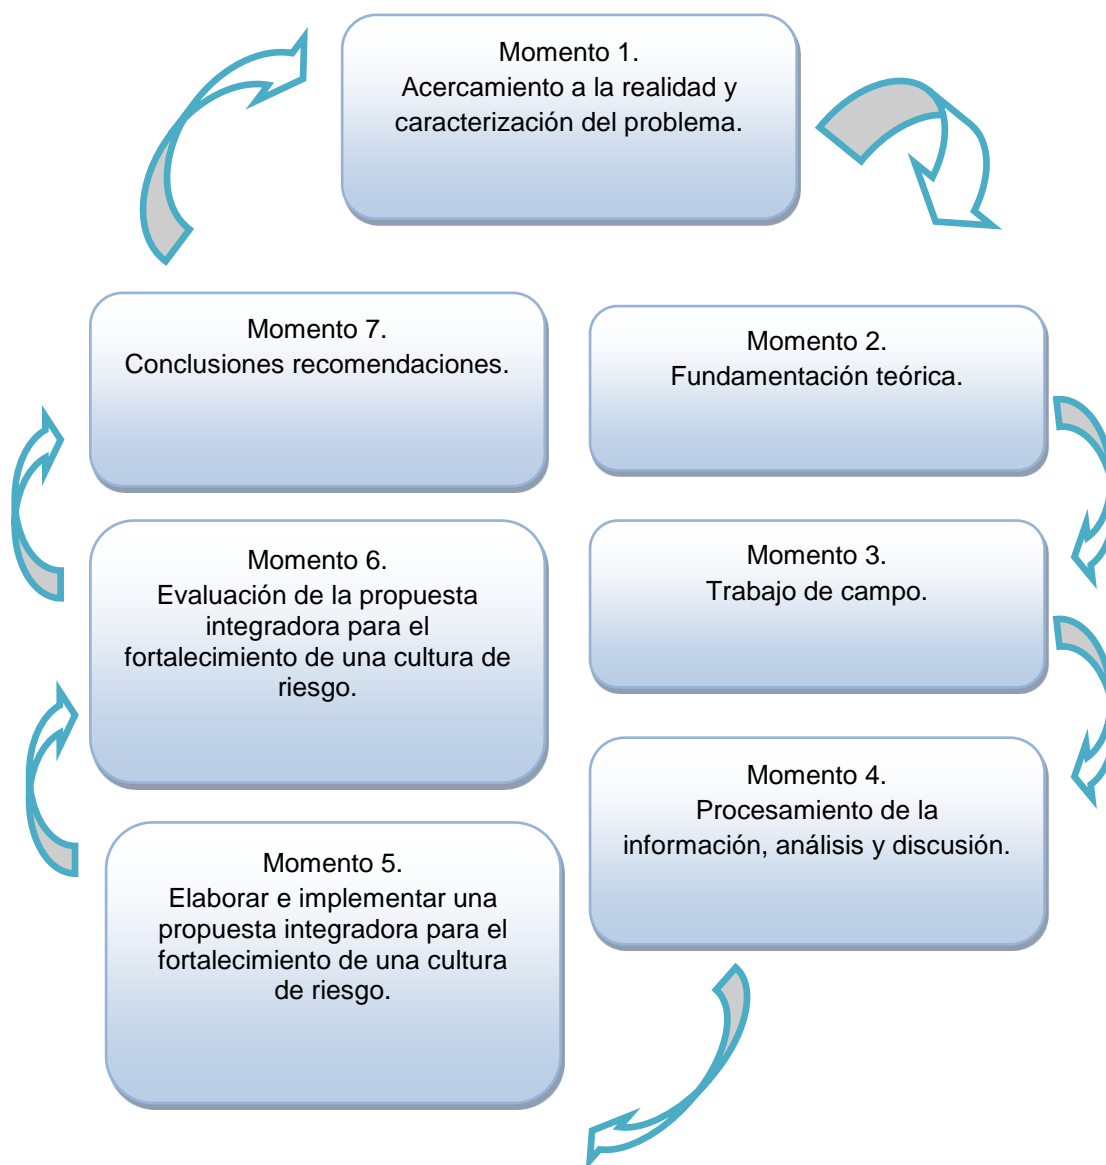 Momento 1.
Acercamiento a la realidad y
caracterización del problema.
Momento 2.
Fundamentación teórica.
Momento 3.
Trabajo de campo.
Momento 4.
Procesamiento de la
información, análisis y discusión.
Momento 5.
Elaborar e implementar una
propuesta integradora para el
fortalecimiento de una cultura
de riesgo.
Momento 6.
Evaluación de la propuesta
integradora para el
fortalecimiento de una cultura de
riesgo.
Momento 7.
Conclusiones recomendaciones.